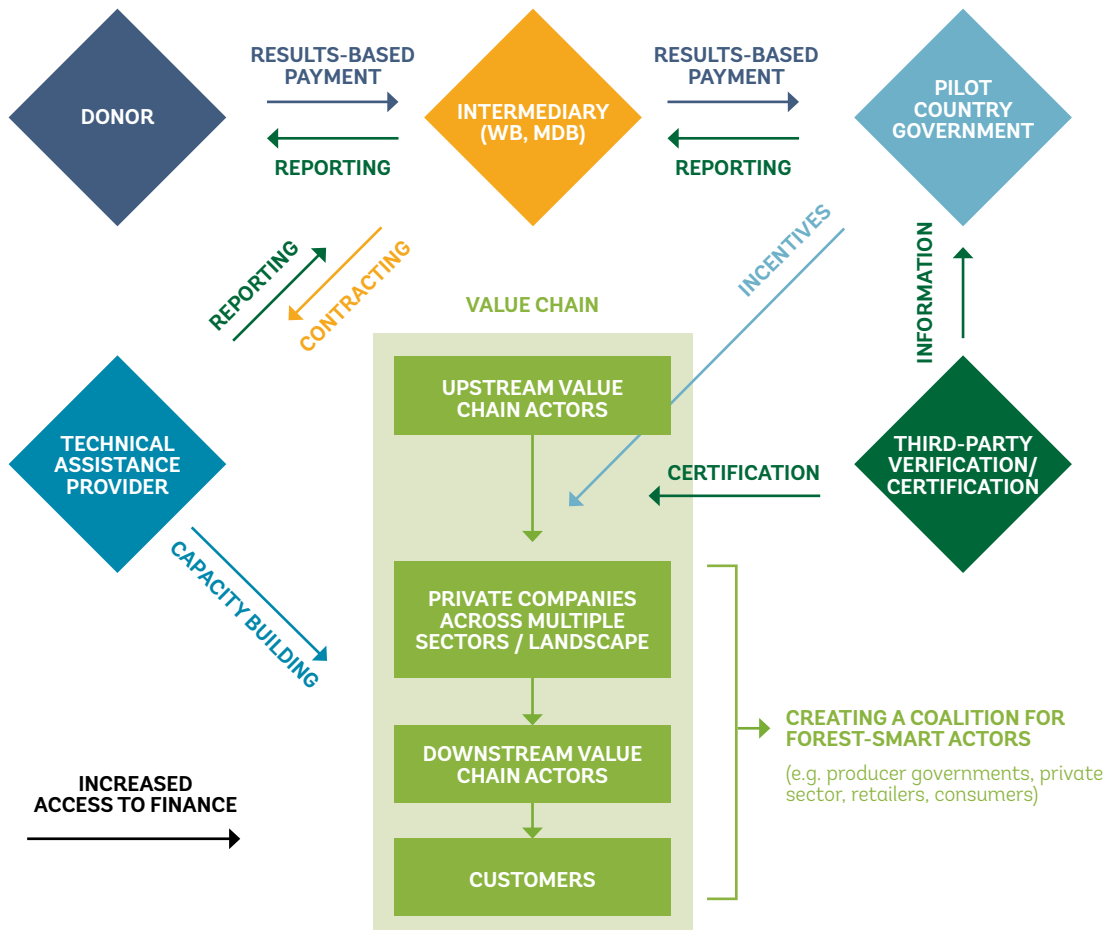 DONOR
RESULTS-BASED
PAYMENT
REPORTING
INTERMEDIARY
(WB, MDB)
RESULTS-BASED
PAYMENT
REPORTING
PILOT
COUNTRY
GOVERNMENT
REPORTING
CONTRACTING
INCENTIVES
INFORMATION
VALUE CHAIN
UPSTREAM VALUE
CHAIN ACTORS
TECHNICAL
ASSISTANCE
PROVIDER
CERTIFICATION
THIRD-PARTY
VERIFICATION/
CERTIFICATION
CAPACITY BUILDING
PRIVATE COMPANIES
ACROSS MULTIPLE
SECTORS / LANDSCAPE
DOWNSTREAM VALUE
CHAIN ACTORS
CREATING A COALITION FOR
FOREST-SMART ACTORS
(e.g. producer governments, private
sector, retailers, consumers)
INCREASED
ACCESS TO FINANCE
CUSTOMERS